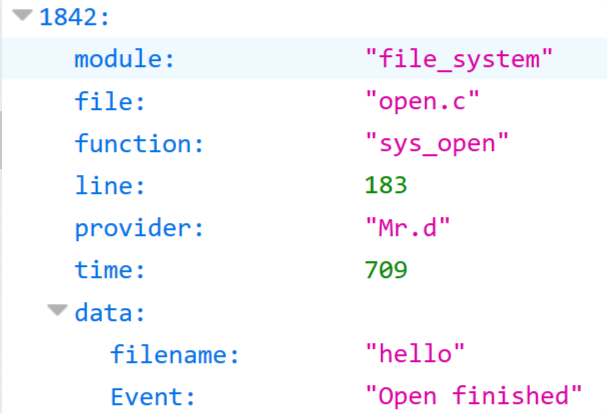 1842:
module: "file_system"
file: "open.c"
function: "sys_open"
line: 183
provider: "Mr.d"
time: 709
data:
filename: "hello"
Event: "Open finished"